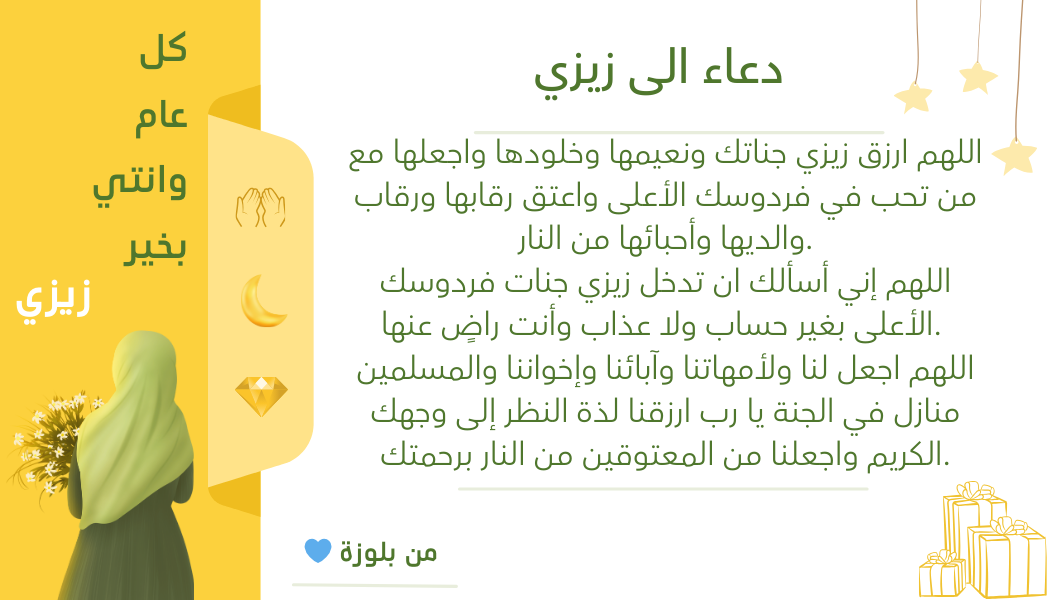 كل
عام
وانتي
بخير
زيزي
دعاء الى زيزي
اللهم ارزق زيزي جناتك ونعيمها وخلودها واجعلها مع
من تحب في فردوسك الأعلى واعتق رقابها ورقاب
والديها وأحبائها من النار.
اللهم إني أسألك ان تدخل زيزي جنات فردوسك
الأعلى بغير حساب ولا عذاب وأنت راضٍ عنها.
اللهم اجعل لنا ولأمهاتنا وآبائنا وإخواننا والمسلمين
منازل في الجنة يا رب ارزقنا لذة النظر إلى وجهك
الكريم واجعلنا من المعتوقين من النار برحمتك.
من بلوزة 💙